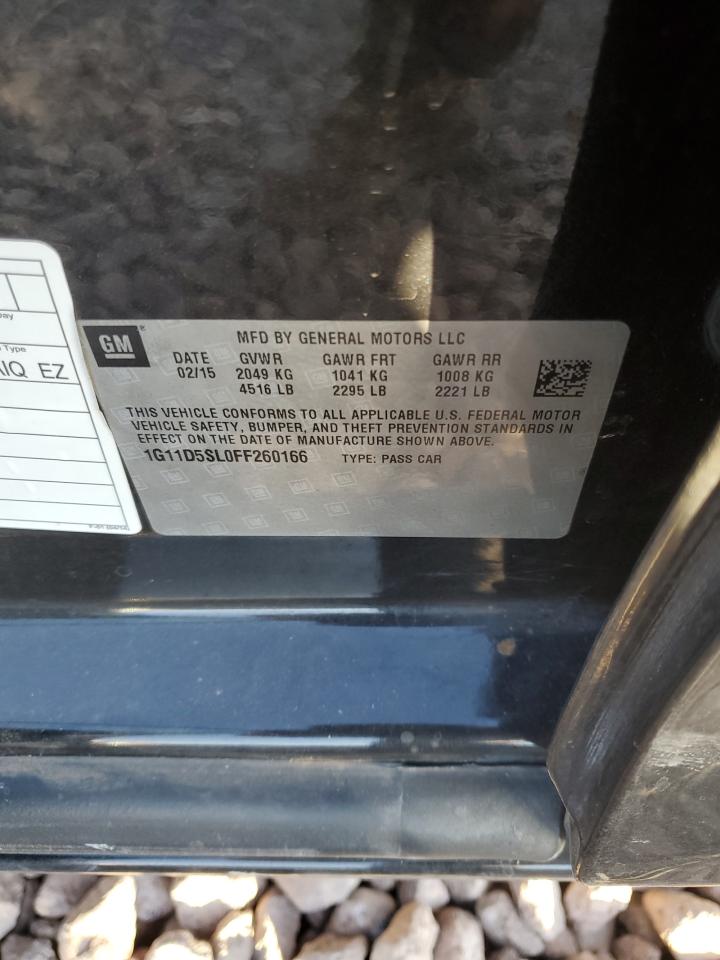 GM
MFD BY GENERAL MOTORS LLC
DATE GVWR GAWR FRT GAWR RR
02/15 2049 KG 1041 KG 1008 KG
4516 LB 2295 LB 2221 LB
THIS VEHICLE CONFORMS TO ALL APPLICABLE U.S. FEDERAL MOTOR
VEHICLE SAFETY, BUMPER, AND THEFT PREVENTION STANDARDS IN
EFFECT ON THE DATE OF MANUFACTURE SHOWN ABOVE.
1G11D5SL0FF260166 TYPE: PASS CAR
Type
EZ